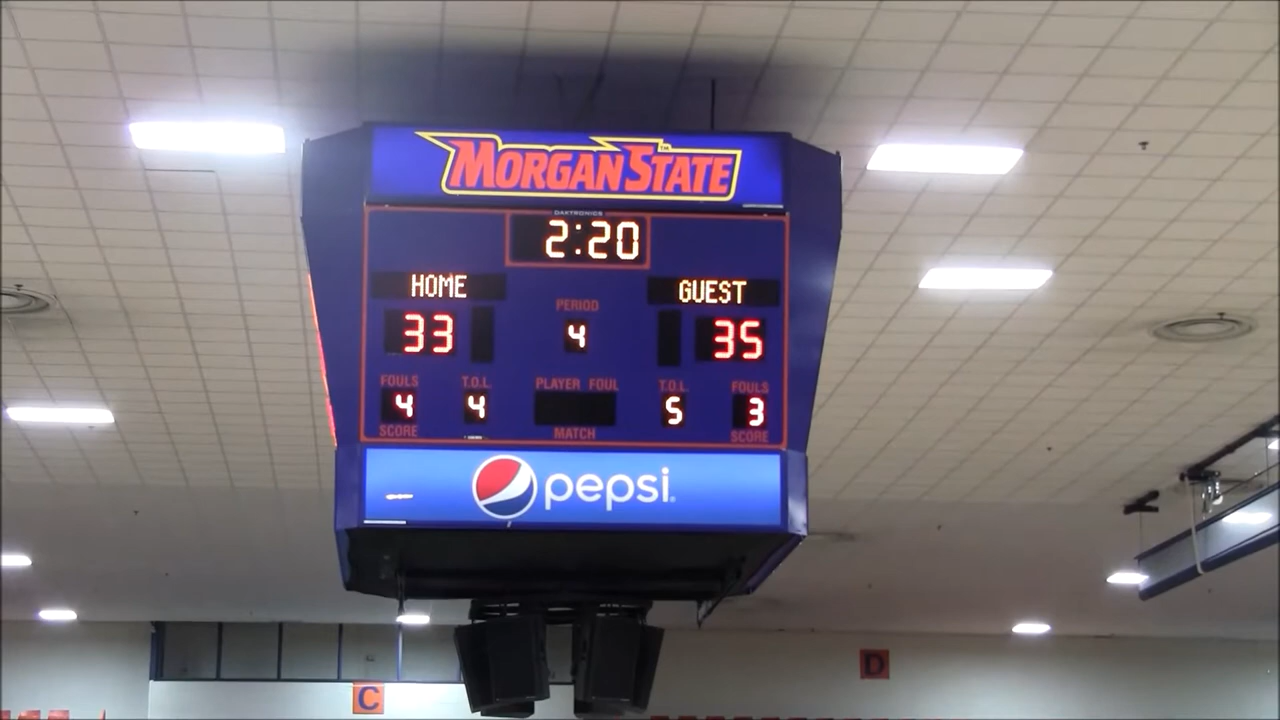 MORGAN STATE™
DAKTRONICS
2:20
HOME
GUEST
PERIOD
33
4
35
FOULS
T.O.L.
PLAYER FOUL
T.O.L.
FOULS
4
4
5
3
SCORE
MATCH
SCORE
pepsi
C
D